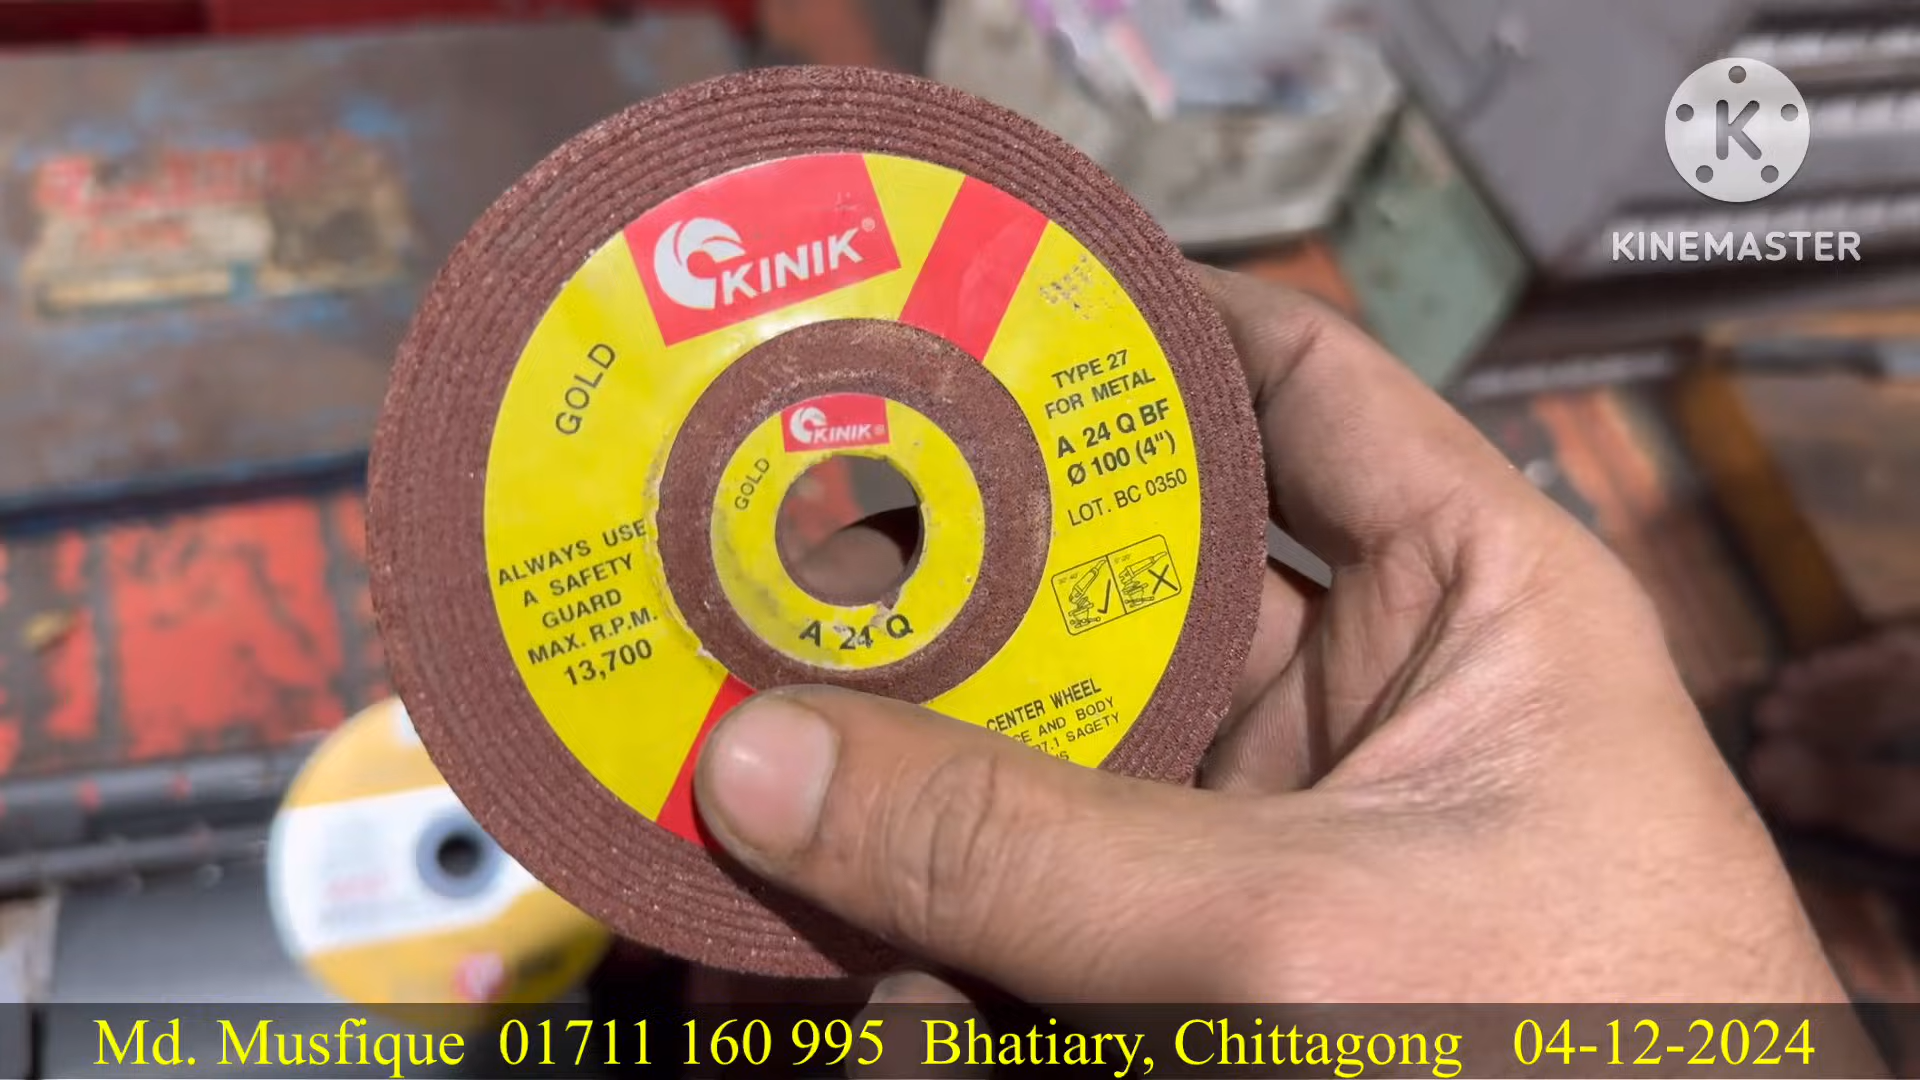 KINIK®
GOLD
TYPE 27
FOR METAL
A 24 Q BF
Ø 100 (4")
LOT. BC 0350
KINIK®
GOLD
A 24 Q
ALWAYS USE
A SAFETY
GUARD
MAX. R.P.M.
13,700
CENTER WHEEL
AND BODY
SAGETY
K
KINEMASTER
Md. Musfique 01711 160 995 Bhatiary, Chittagong 04-12-2024